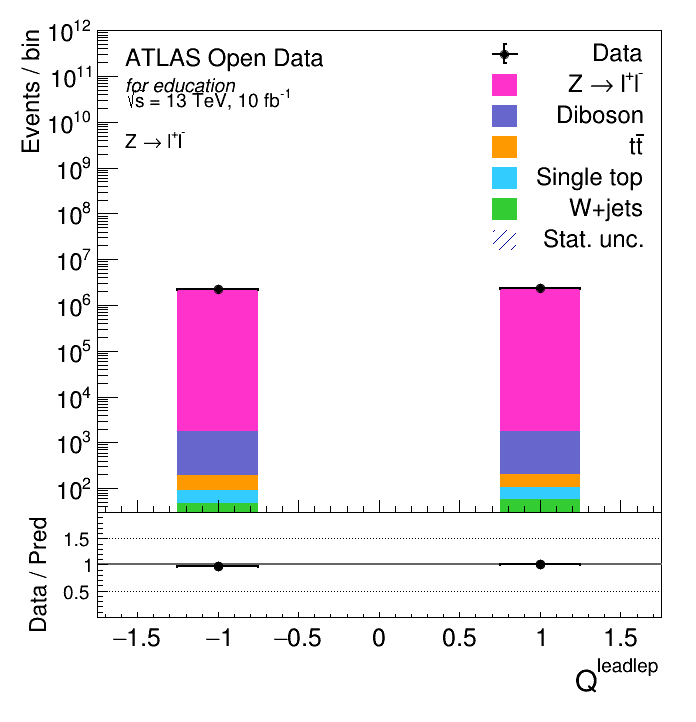 Events / bin
10¹²
10¹¹
10¹⁰
10⁹
10⁸
10⁷
10⁶
10⁵
10⁴
10³
10²
ATLAS Open Data
for education
√s = 13 TeV, 10 fb⁻¹
Z → l⁺l⁻
Data
Z → l⁺l⁻
Diboson
tt̄
Single top
W+jets
Stat. unc.
Data / Pred
1.5
1
0.5
−1.5 −1 −0.5 0 0.5 1 1.5
Q^leadlep